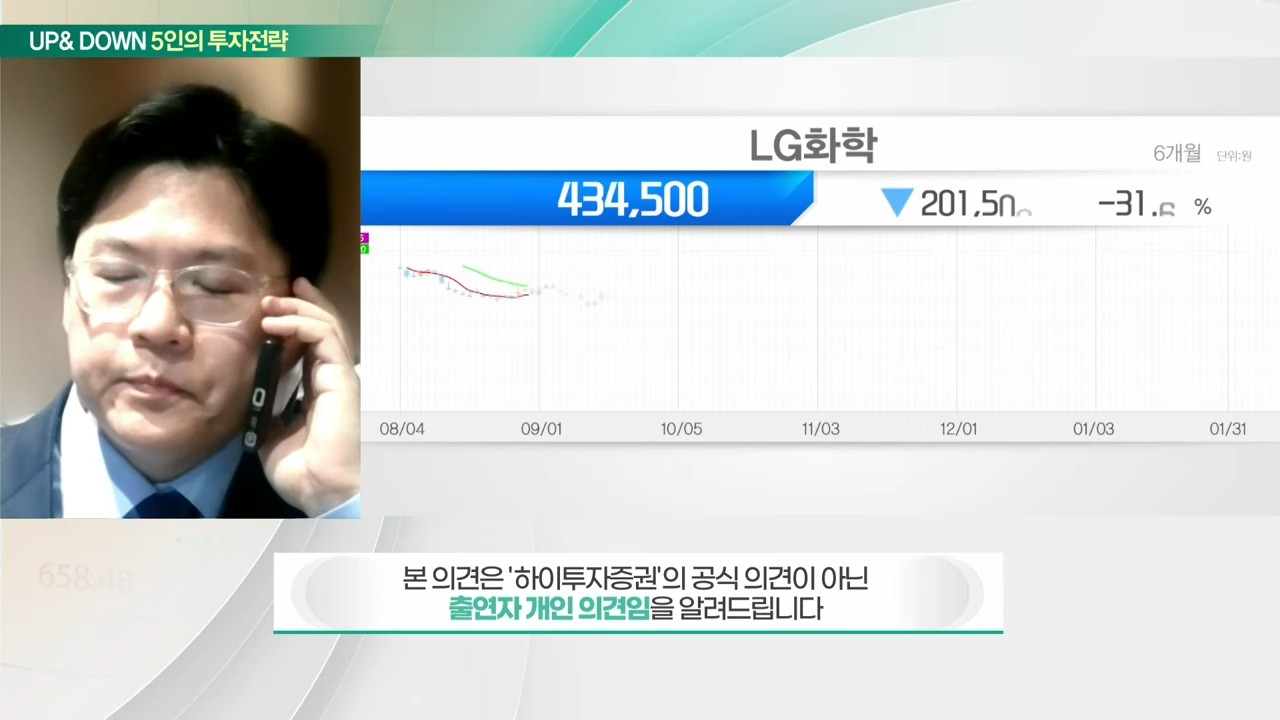 UP& DOWN 5인의 투자전략
LG화학
6개월 단위:원
434,500
▼ 201,50 -31. %
08/04 09/01 10/05 11/03 12/01 01/03 01/31
658.48
본 의견은 '하이투자증권'의 공식 의견이 아닌
출연자 개인 의견임을 알려드립니다